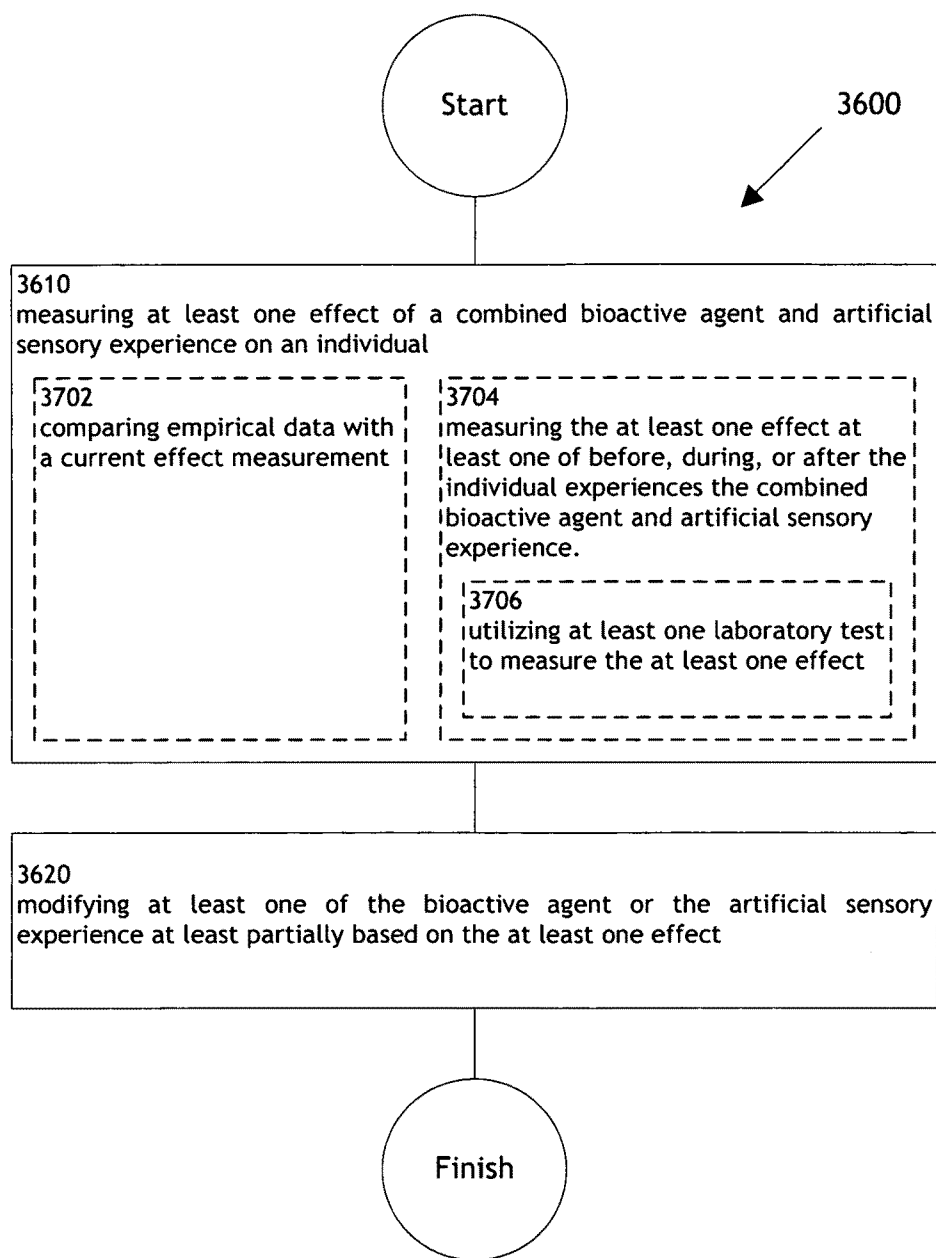 Start
3600
3610
measuring at least one effect of a combined bioactive agent and artificial
sensory experience on an individual
3702
comparing empirical data with
a current effect measurement
3704
measuring the at least one effect at
least one of before, during, or after the
individual experiences the combined
bioactive agent and artificial sensory
experience.
3706
utilizing at least one laboratory test
to measure the at least one effect
3620
modifying at least one of the bioactive agent or the artificial sensory
experience at least partially based on the at least one effect
Finish